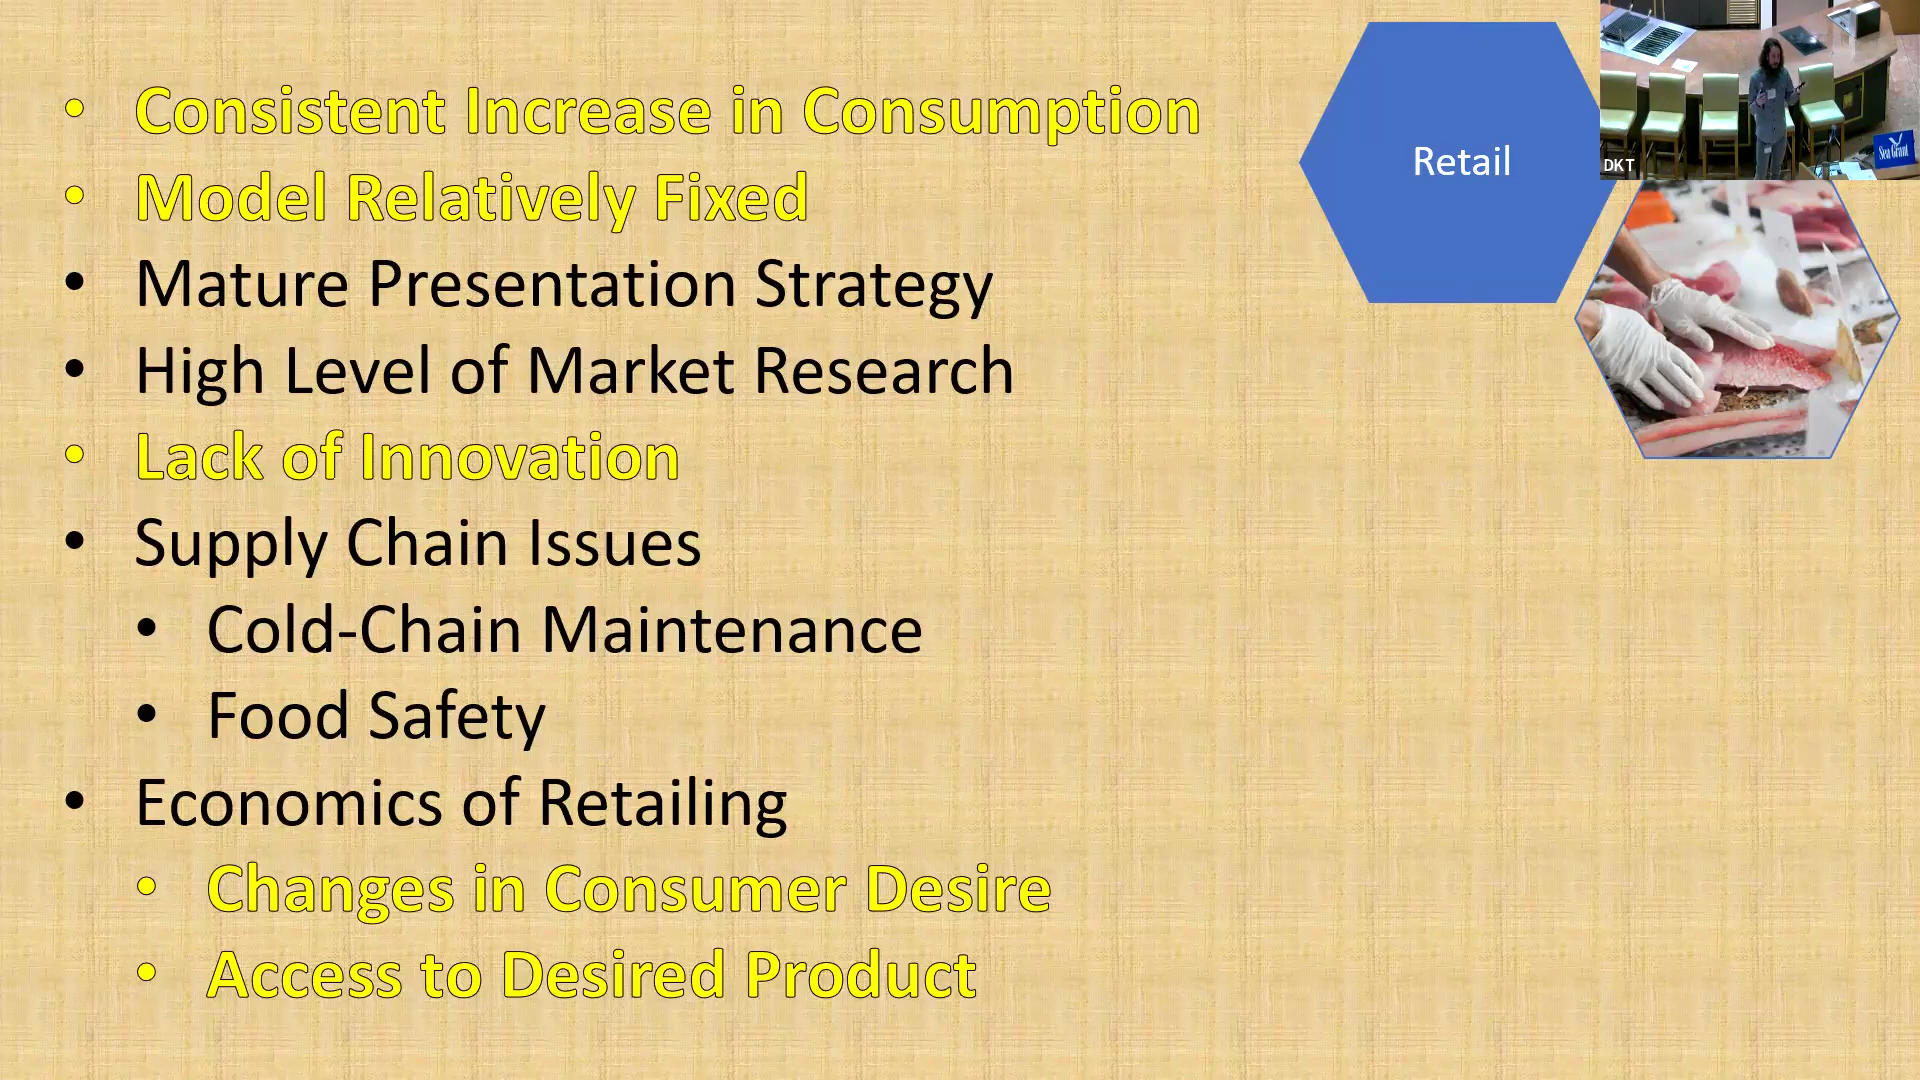 • Consistent Increase in Consumption
• Model Relatively Fixed
• Mature Presentation Strategy
• High Level of Market Research
• Lack of Innovation
• Supply Chain Issues
• Cold-Chain Maintenance
• Food Safety
• Economics of Retailing
• Changes in Consumer Desire
• Access to Desired Product
Retail
DKT
Sea Grant